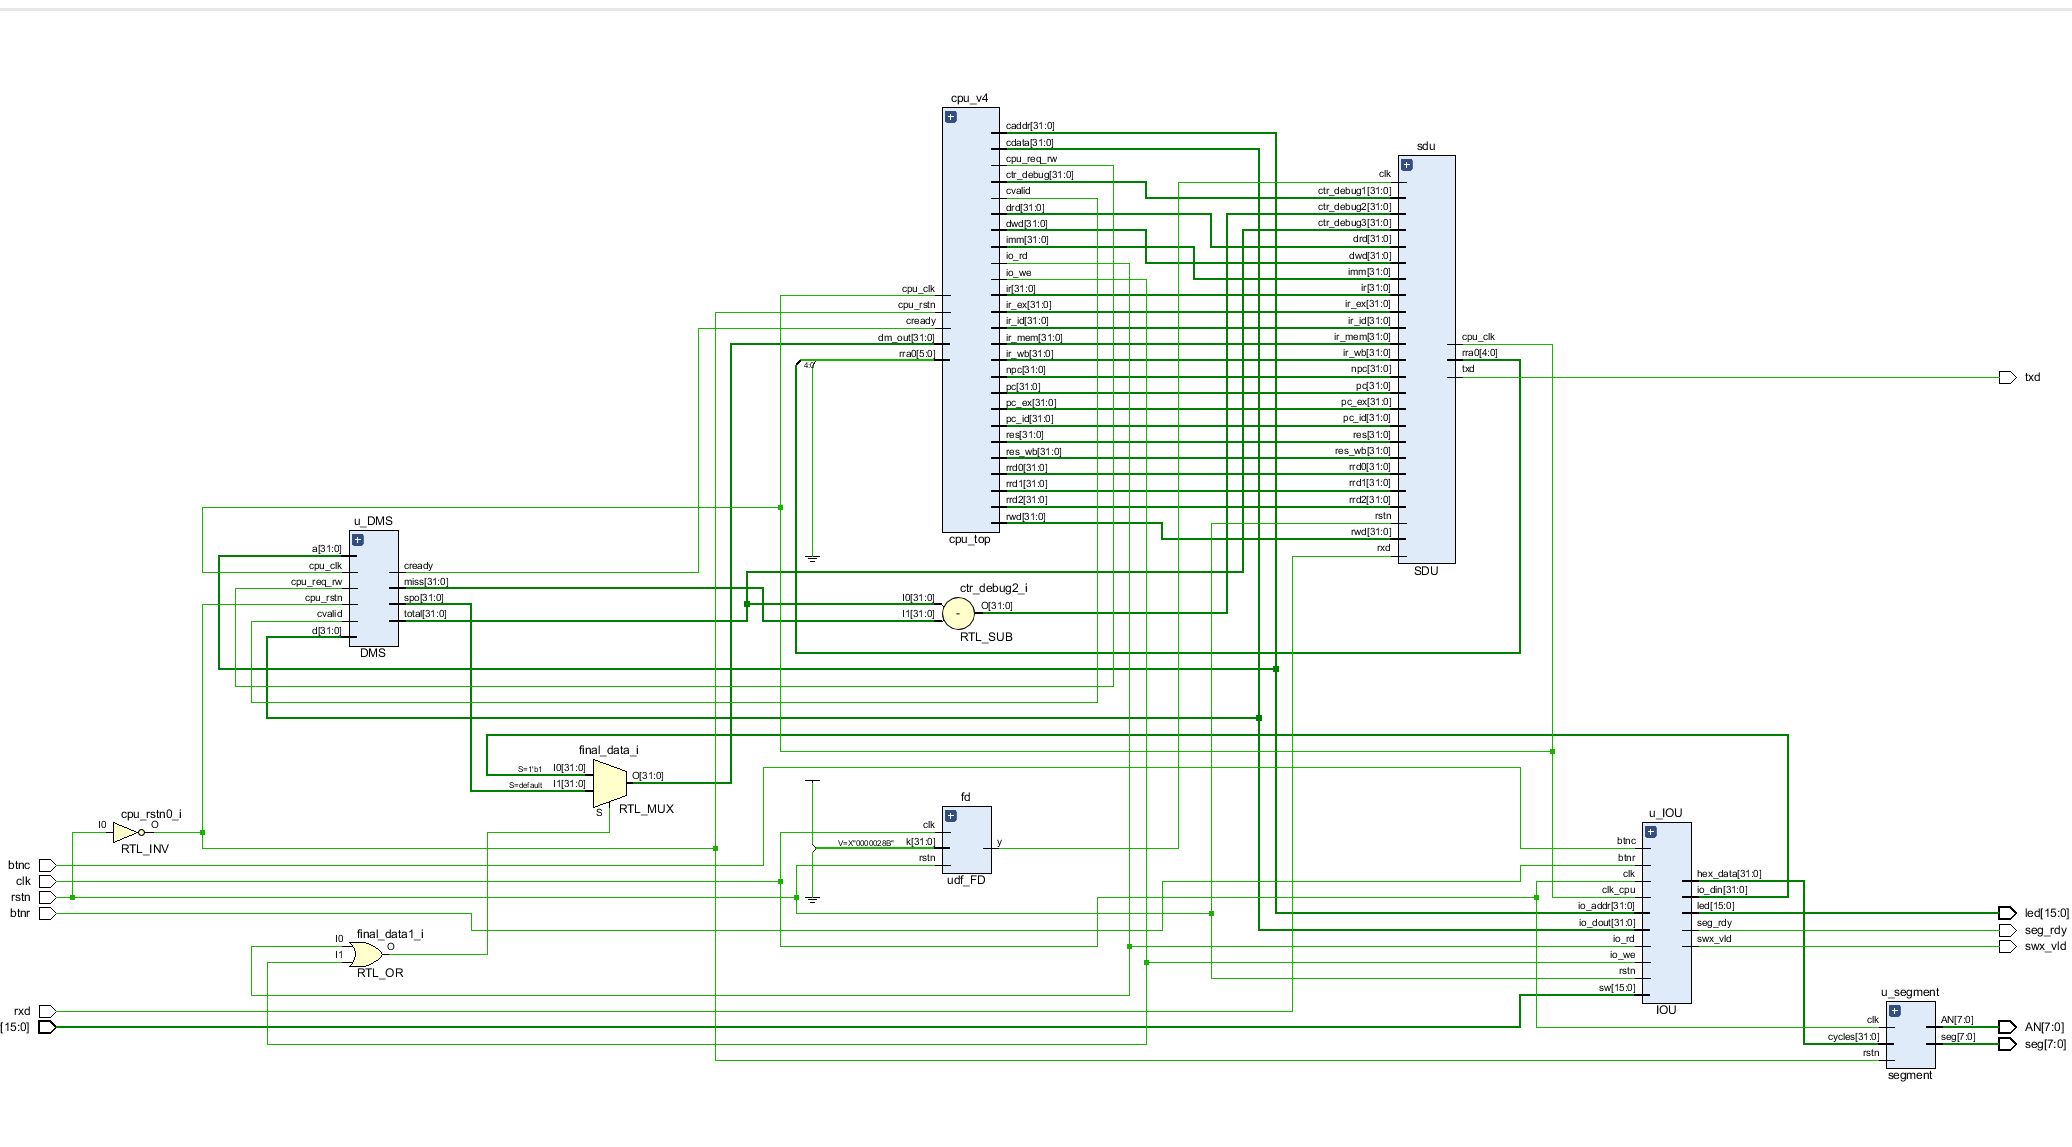 cpu_v4
caddr[31:0]
cdata[31:0]
cpu_req_rw
ctr_debug[31:0]
cvalid
drd[31:0]
dwd[31:0]
imm[31:0]
io_rd
io_we
ir[31:0]
ir_ex[31:0]
ir_id[31:0]
ir_mem[31:0]
ir_wb[31:0]
npc[31:0]
pc[31:0]
pc_ex[31:0]
pc_id[31:0]
res[31:0]
res_wb[31:0]
rrd0[31:0]
rrd1[31:0]
rrd2[31:0]
rwd[31:0]
cpu_clk
cpu_rstn
cready
dm_out[31:0]
rra0[5:0]
4:0
cpu_top
sdu
clk
ctr_debug1[31:0]
ctr_debug2[31:0]
ctr_debug3[31:0]
drd[31:0]
dwd[31:0]
imm[31:0]
ir[31:0]
ir_ex[31:0]
ir_id[31:0]
ir_mem[31:0]
ir_wb[31:0]
npc[31:0]
pc[31:0]
pc_ex[31:0]
pc_id[31:0]
res[31:0]
res_wb[31:0]
rrd0[31:0]
rrd1[31:0]
rrd2[31:0]
rstn
rwd[31:0]
rxd
cpu_clk
rra0[4:0]
txd
SDU
txd
u_DMS
a[31:0]
cpu_clk
cpu_req_rw
cpu_rstn
cvalid
d[31:0]
cready
miss[31:0]
spo[31:0]
total[31:0]
DMS
ctr_debug2_i
I0[31:0]
I1[31:0]
-
O[31:0]
RTL_SUB
final_data_i
S=1'b1 I0[31:0]
S=default I1[31:0]
O[31:0]
S
RTL_MUX
cpu_rstn0_i
I0
O
RTL_INV
btnc
clk
rstn
btnr
final_data1_i
I0
I1
O
RTL_OR
rxd
[15:0]
fd
clk
V=X"0000028B" k[31:0]
rstn
y
udf_FD
u_IOU
btnc
btnr
clk
clk_cpu
io_addr[31:0]
io_dout[31:0]
io_rd
io_we
rstn
sw[15:0]
hex_data[31:0]
io_din[31:0]
led[15:0]
seg_rdy
swx_vld
IOU
led[15:0]
seg_rdy
swx_vld
u_segment
clk
cycles[31:0]
rstn
AN[7:0]
seg[7:0]
segment
AN[7:0]
seg[7:0]